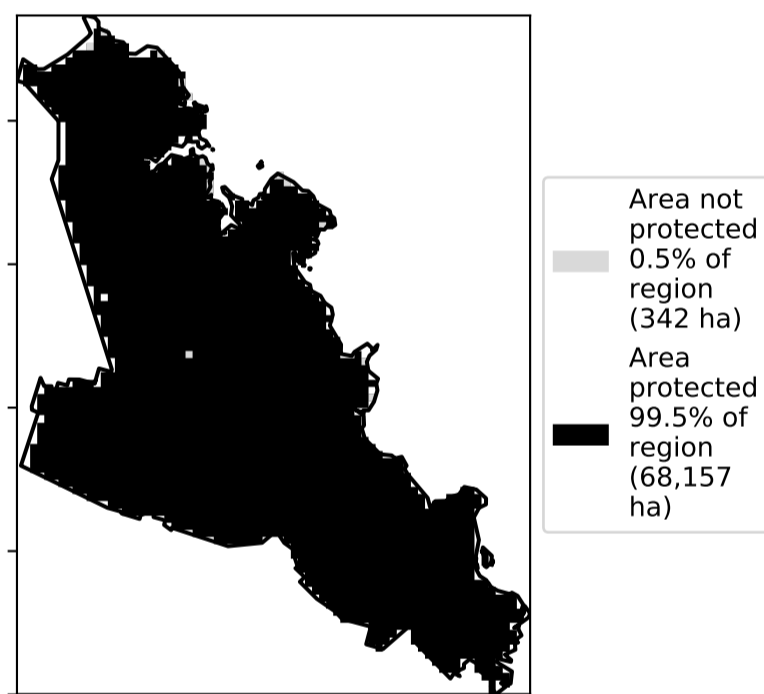 Area not
protected
0.5% of
region
(342 ha)
Area
protected
99.5% of
region
(68,157
ha)